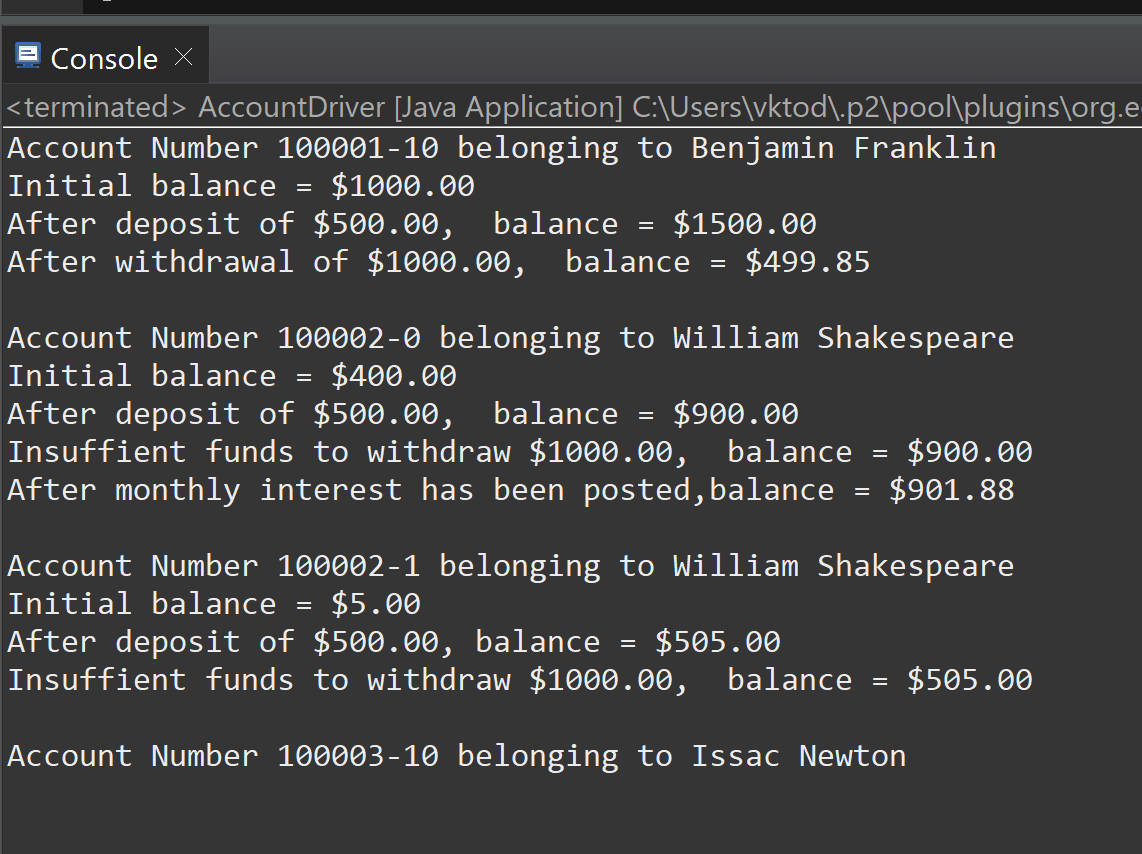 Console
<terminated> AccountDriver [Java Application] C:\Users\vktod\.p2\pool\plugins\org.e
Account Number 100001-10 belonging to Benjamin Franklin
Initial balance = $1000.00
After deposit of $500.00,  balance = $1500.00
After withdrawal of $1000.00,  balance = $499.85
Account Number 100002-0 belonging to William Shakespeare
Initial balance = $400.00
After deposit of $500.00,  balance = $900.00
Insufficient funds to withdraw $1000.00,  balance = $900.00
After monthly interest has been posted,balance = $901.88
Account Number 100002-1 belonging to William Shakespeare
Initial balance = $5.00
After deposit of $500.00, balance = $505.00
Insufficient funds to withdraw $1000.00,  balance = $505.00
Account Number 100003-10 belonging to Issac Newton